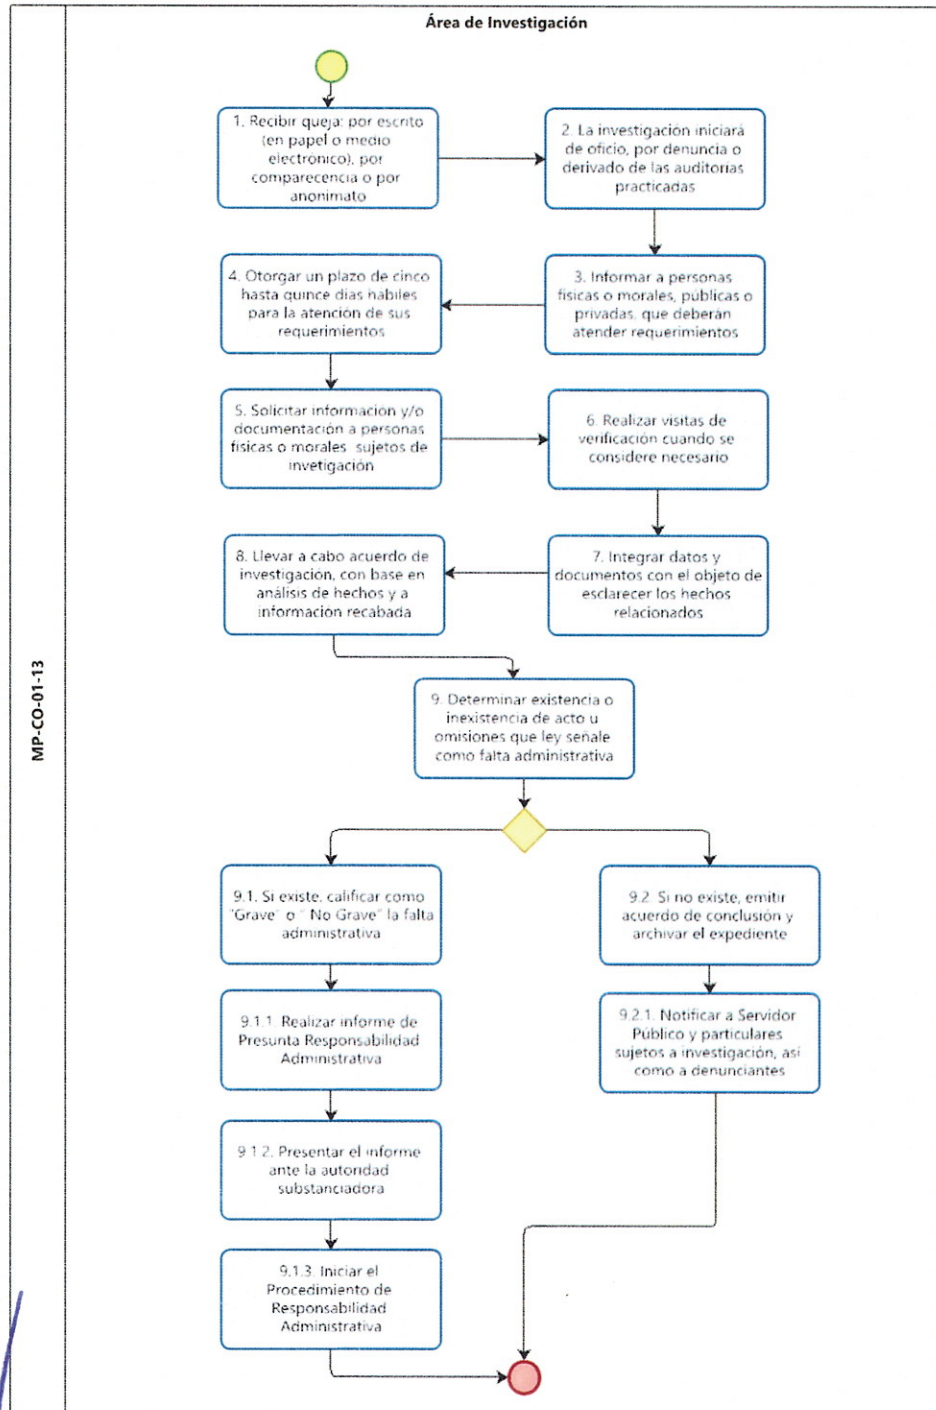 Área de Investigación
MP-CO-01-13
1. Recibir queja: por escrito
(en papel o medio
electronico), por
comparecencia o por
anonimato
2. La investigación iniciará
de oficio, por denuncia o
derivado de las auditorias
practicadas
3. Informar a personas
fisicas o morales, públicas o
privadas, que deberán
atender requerimientos
4. Otorgar un plazo de cinco
hasta quince días hábiles
para la atención de sus
requerimientos
5. Solicitar información y/o
documentación a personas
fisicas o morales sujetos de
invetigación
6. Realizar visitas de
verificación cuando se
considere necesario
7. Integrar datos y
documentos con el objeto de
esclarecer los hechos
relacionados
8. Llevar a cabo acuerdo de
investigación, con base en
análisis de hechos y a
información recabada
9. Determinar existencia o
inexistencia de acto u
omisiones que ley señale
como falta administrativa
9.1. Si existe, calificar como
"Grave" o " No Grave" la falta
administrativa
9.2. Si no existe, emitir
acuerdo de conclusión y
archivar el expediente
9.1.1. Realizar informe de
Presunta Responsabilidad
Administrativa
9.2.1. Notificar a Servidor
Público y particulares
sujetos a investigación, así
como a denunciantes
9.1.2. Presentar el informe
ante la autoridad
substanciadora
9.1.3. Iniciar el
Procedimiento de
Responsabilidad
Administrativa